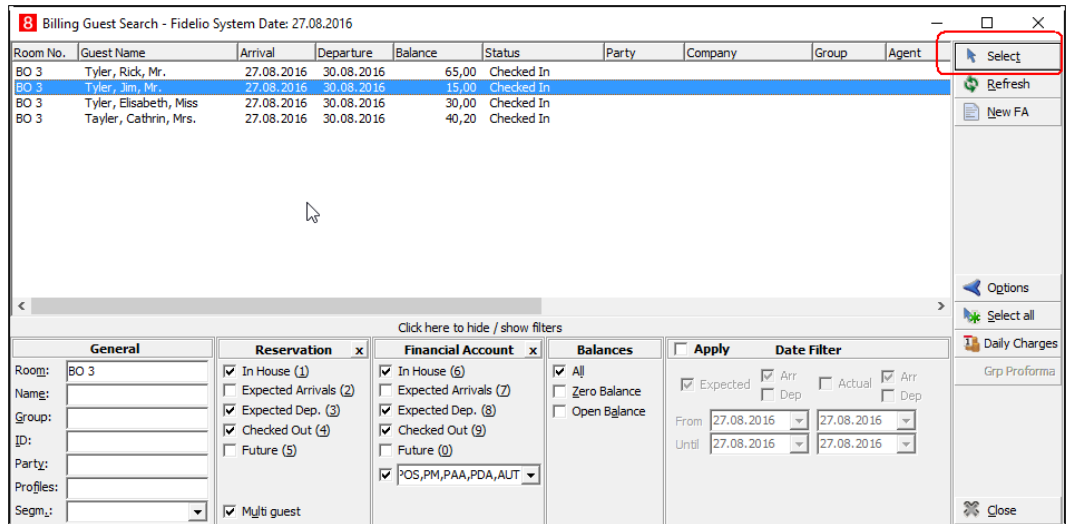 8 Billing Guest Search - Fidelio System Date: 27.08.2016
Room No. Guest Name Arrival Departure Balance Status Party Company Group Agent
BO 3 Tyler, Rick, Mr. 27.08.2016 30.08.2016 65,00 Checked In
BO 3 Tyler, Jim, Mr. 27.08.2016 30.08.2016 15,00 Checked In
BO 3 Tyler, Elisabeth, Miss 27.08.2016 30.08.2016 30,00 Checked In
BO 3 Tayler, Cathrin, Mrs. 27.08.2016 30.08.2016 40,20 Checked In
Select
Refresh
New FA
Options
Select all
Daily Charges
Grp Proforma
Close
Click here to hide / show filters
General
Room: BO 3
Name:
Group:
ID:
Party:
Profiles:
Segm.:
Reservation x
In House (1)
Expected Arrivals (2)
Expected Dep. (3)
Checked Out (4)
Future (5)
Multi guest
Financial Account x
In House (6)
Expected Arrivals (7)
Expected Dep. (8)
Checked Out (9)
Future (0)
POS,PM,PAA,PDA,AUT
Balances
All
Zero Balance
Open Balance
Apply Date Filter
Expected Arr Actual Arr
Dep Dep
From 27.08.2016 27.08.2016
Until 27.08.2016 27.08.2016